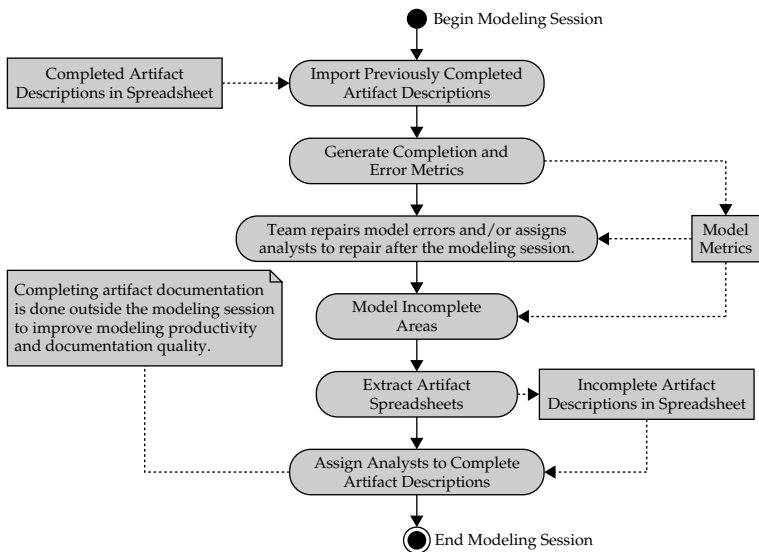 Begin Modeling Session
Completed Artifact
Descriptions in Spreadsheet
Import Previously Completed
Artifact Descriptions
Generate Completion and
Error Metrics
Team repairs model errors and/or assigns
analysts to repair after the modeling session.
Model
Metrics
Completing artifact documentation
is done outside the modeling session
to improve modeling productivity
and documentation quality.
Model Incomplete
Areas
Extract Artifact
Spreadsheets
Incomplete Artifact
Descriptions in Spreadsheet
Assign Analysts to Complete
Artifact Descriptions
End Modeling Session